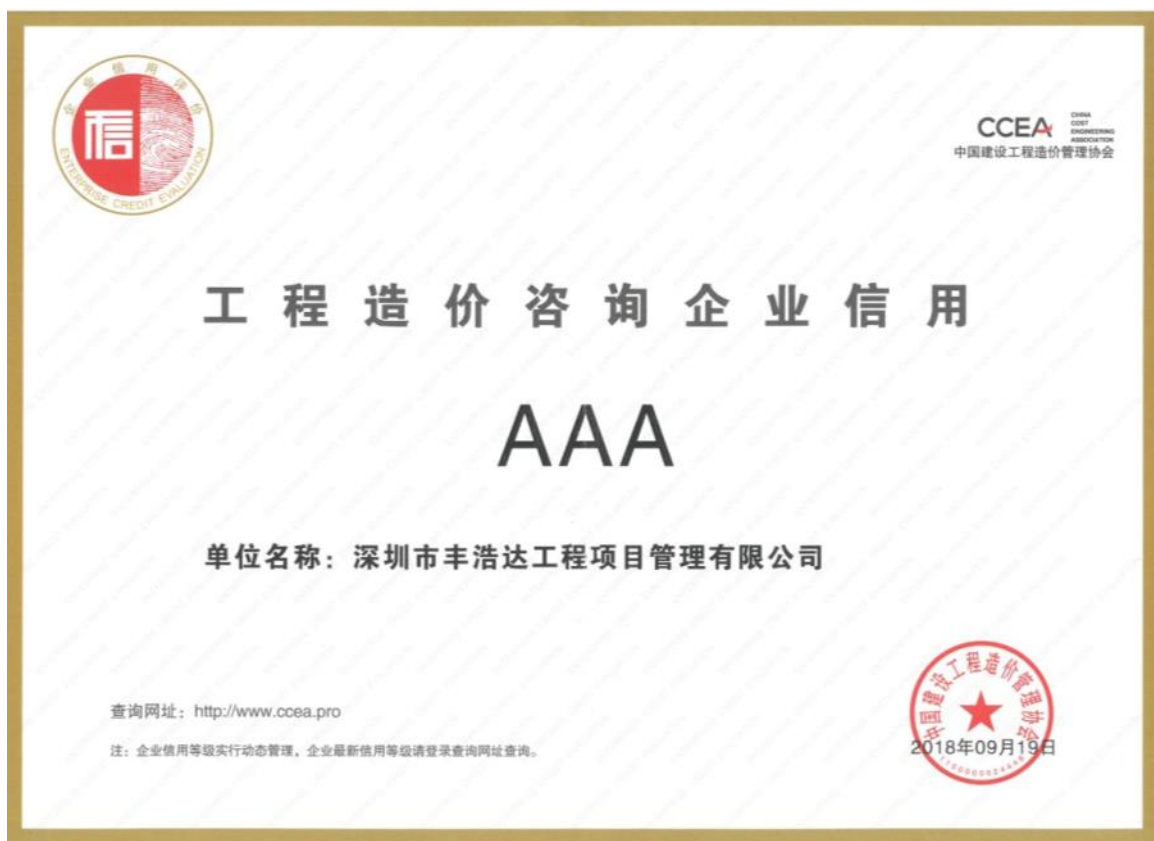 企业信用评价
信
ENTERPRISE CREDIT EVALUATION
CCEA
CHINA
COST
ENGINEERING
ASSOCIATION
中国建设工程造价管理协会
工程造价咨询企业信用
AAA
单位名称：深圳市丰浩达工程项目管理有限公司
查询网址：http://www.ccea.pro
注：企业信用等级实行动态管理，企业最新信用等级请登录查询网址查询。
中国建设工程造价管理协会
2018年09月19日